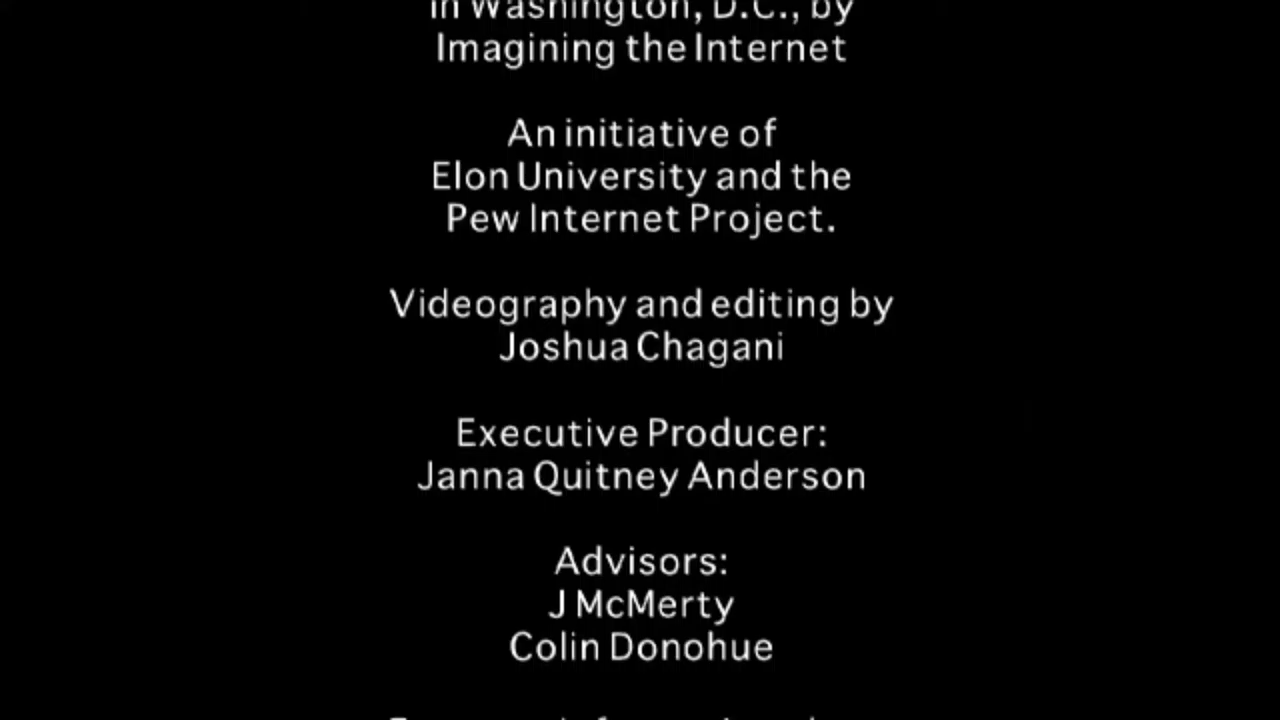 in Washington, D.C., by
Imagining the Internet
An initiative of
Elon University and the
Pew Internet Project.
Videography and editing by
Joshua Chagani
Executive Producer:
Janna Quitney Anderson
Advisors:
J McMerty
Colin Donohue